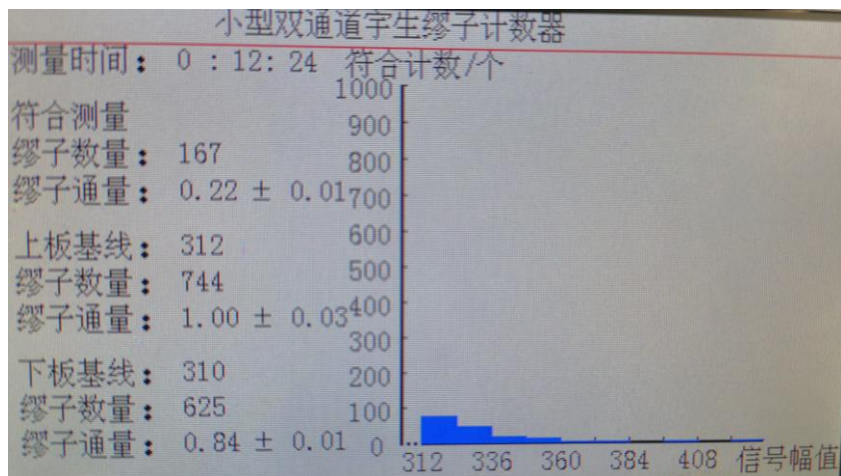 小型双通道宇生缪子计数器
测量时间: 0 : 12: 24
符合测量
缪子数量: 167
缪子通量: 0.22 ± 0.01
上板基线: 312
缪子数量: 744
缪子通量: 1.00 ± 0.03
下板基线: 310
缪子数量: 625
缪子通量: 0.84 ± 0.01
符合计数/个
1000
900
800
700
600
500
400
300
200
100
0
312 336 360 384 408 信号幅值